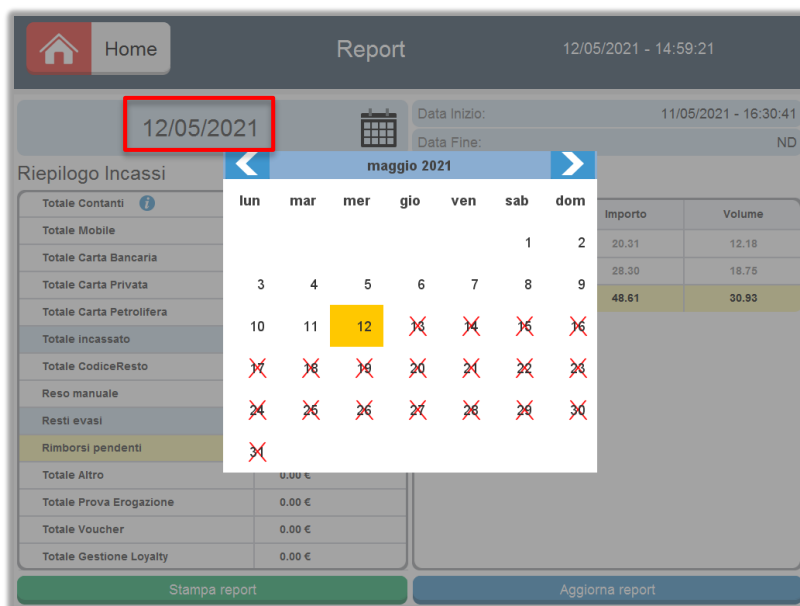 Home
Report
12/05/2021 - 14:59:21
12/05/2021
Data Inizio:
11/05/2021 - 16:30:41
Data Fine:
ND
Riepilogo Incassi
maggio 2021
lun mar mer gio ven sab dom
1 2
3 4 5 6 7 8 9
10 11 12 13 14 15 16
17 18 19 20 21 22 23
24 25 26 27 28 29 30
31
Totale Contanti i
Totale Mobile
Totale Carta Bancaria
Totale Carta Privata
Totale Carta Petrolifera
Totale incassato
Totale CodiceResto
Reso manuale
Resti evasi
Rimborsi pendenti
Totale Altro 0.00 €
Totale Prova Erogazione 0.00 €
Totale Voucher 0.00 €
Totale Gestione Loyalty 0.00 €
Importo Volume
20.31 12.18
28.30 18.75
48.61 30.93
Stampa report
Aggiorna report